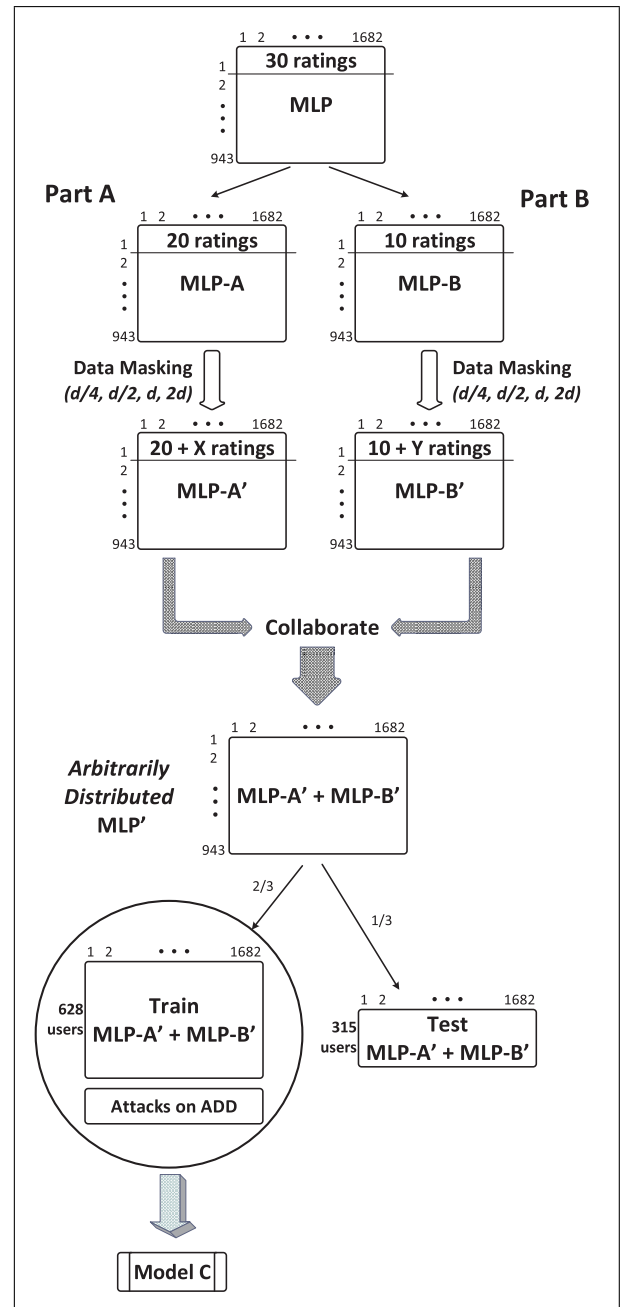 1 2 • • • 1682
30 ratings
1
2
MLP
943
Part A
Part B
1 2 • • • 1682
20 ratings
1
2
MLP-A
943
1 2 • • • 1682
10 ratings
1
2
MLP-B
943
Data Masking
(d/4, d/2, d, 2d)
Data Masking
(d/4, d/2, d, 2d)
1 2 • • • 1682
20 + X ratings
1
2
MLP-A’
943
1 2 • • • 1682
10 + Y ratings
1
2
MLP-B’
943
Collaborate
1 2 • • • 1682
1
2
Arbitrarily
Distributed
MLP’
MLP-A’ + MLP-B’
943
2/3
1/3
1 2 • • • 1682
628
users
Train
MLP-A’ + MLP-B’
Attacks on ADD
1 2 • • • 1682
315
users
Test
MLP-A’ + MLP-B’
Model C